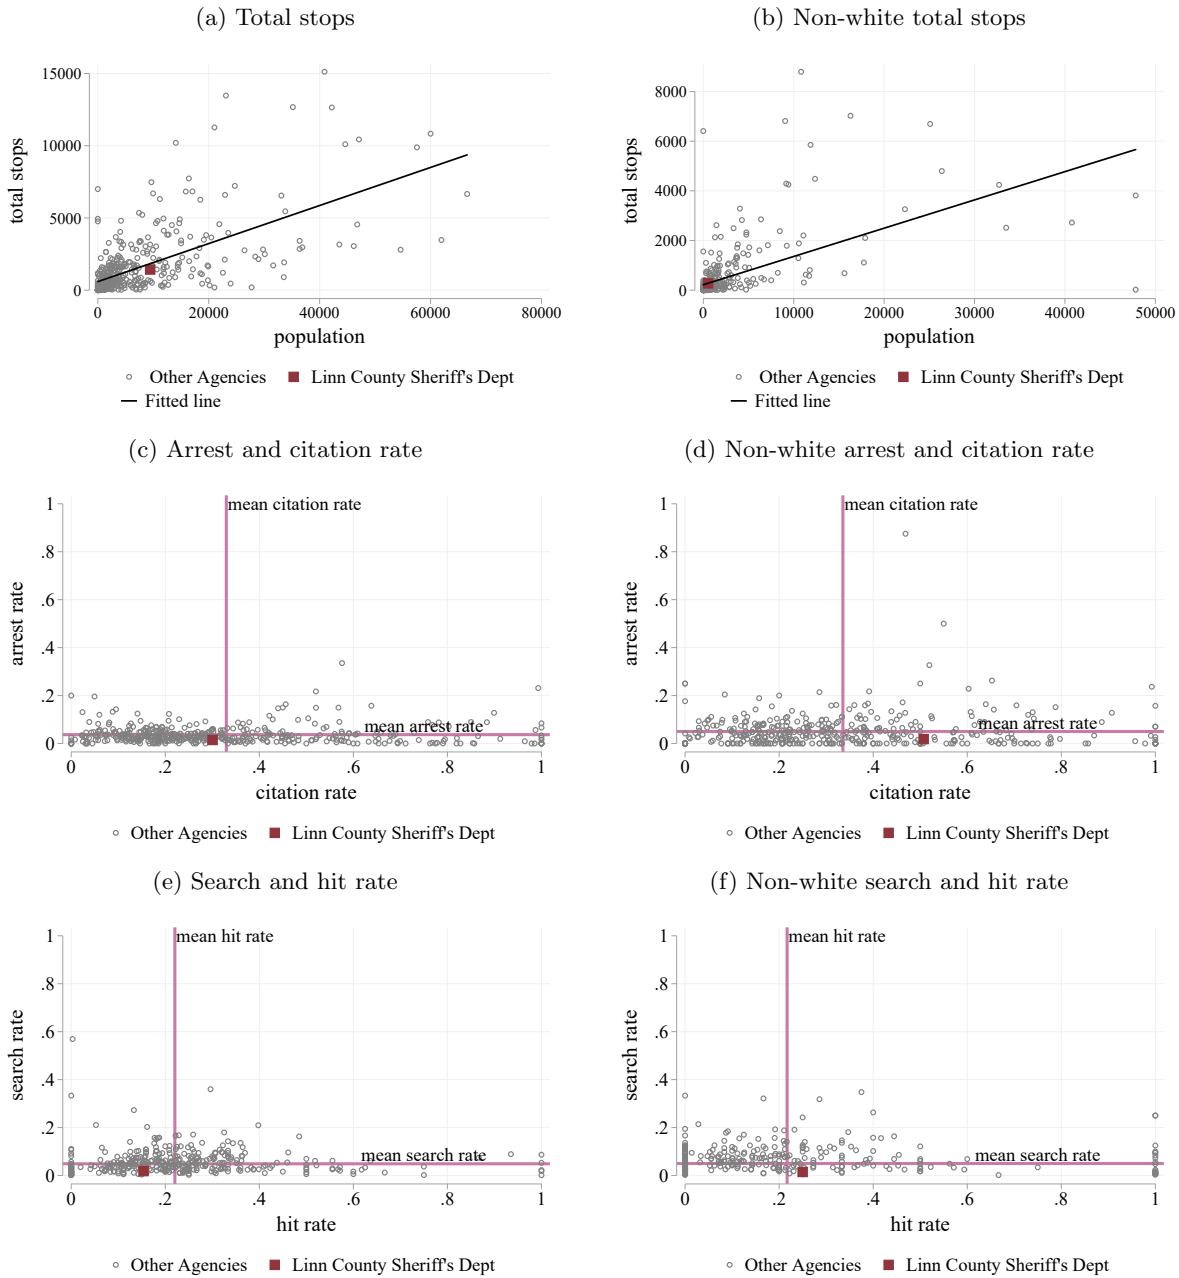 (a) Total stops
(b) Non-white total stops
total stops
15000
10000
5000
0
0 20000 40000 60000 80000
population
Other Agencies Linn County Sheriff's Dept
Fitted line
total stops
8000
6000
4000
2000
0
0 10000 20000 30000 40000 50000
population
Other Agencies Linn County Sheriff's Dept
Fitted line
(c) Arrest and citation rate
(d) Non-white arrest and citation rate
arrest rate
1
.8
.6
.4
.2
0
mean citation rate
mean arrest rate
0 .2 .4 .6 .8 1
citation rate
Other Agencies Linn County Sheriff's Dept
arrest rate
1
.8
.6
.4
.2
0
mean citation rate
mean arrest rate
0 .2 .4 .6 .8 1
citation rate
Other Agencies Linn County Sheriff's Dept
(e) Search and hit rate
(f) Non-white search and hit rate
search rate
1
.8
.6
.4
.2
0
mean hit rate
mean search rate
0 .2 .4 .6 .8 1
hit rate
Other Agencies Linn County Sheriff's Dept
search rate
1
.8
.6
.4
.2
0
mean hit rate
mean search rate
0 .2 .4 .6 .8 1
hit rate
Other Agencies Linn County Sheriff's Dept